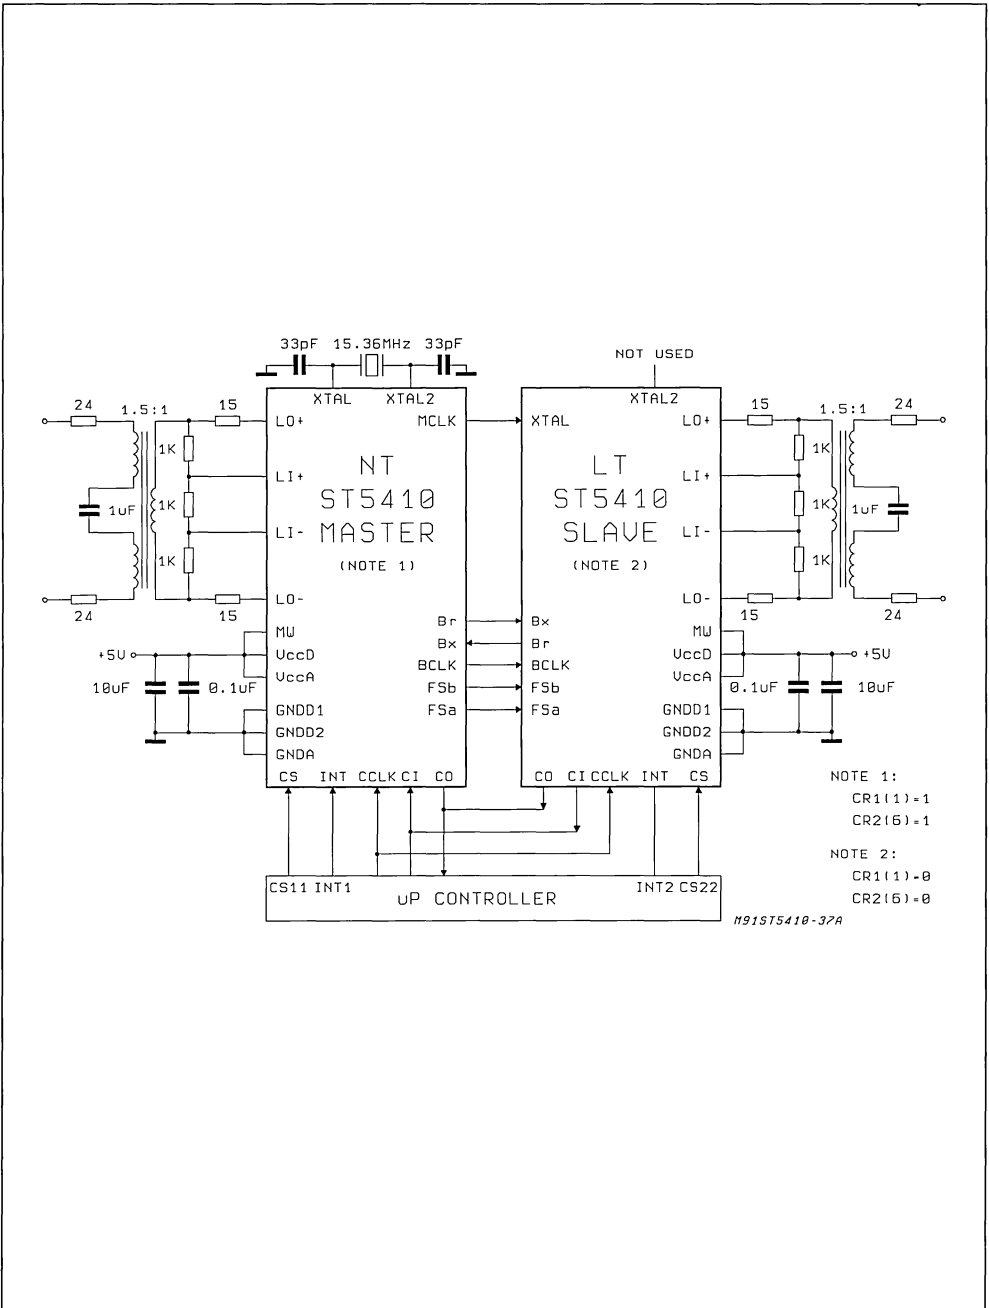 33pF 15.36MHz 33pF
NOT USED
XTAL XTAL2
XTAL2
24 1.5:1 15 LO+ MCLK XTAL LO+ 15 1.5:1 24
1K NT LT 1K
LI+ LI+
1uF 1K ST5410 ST5410 1K 1uF
LI- MASTER SLAVE LI-
1K (NOTE 1) (NOTE 2) 1K
LO- LO-
24 15 15 24
Br Bx
MW MW
Bx Br
+5V VccD VccD +5V
BCLK BCLK
VccA VccA
10uF 0.1uF FSb FSb 0.1uF 10uF
GNDD1 FSa FSa GNDD1
GNDD2 GNDD2
GNDA GNDA
CS INT CCLK CI CO CO CI CCLK INT CS
NOTE 1:
CR1(1)=1
CR2(6)=1
NOTE 2:
CR1(1)=0
CR2(6)=0
CS11 INT1 INT2 CS22
uP CONTROLLER
M91ST5410-37A